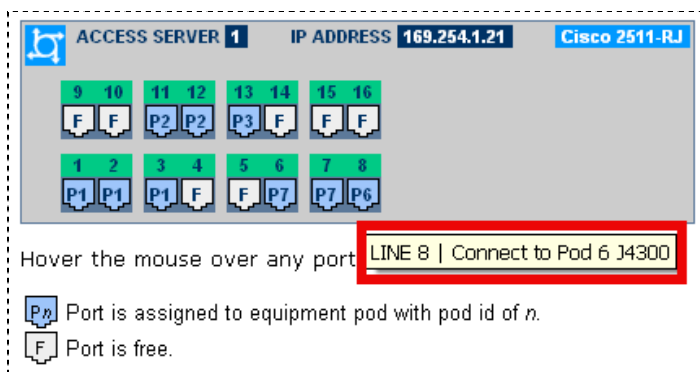 ACCESS SERVER 1 IP ADDRESS 169.254.1.21 Cisco 2511-RJ
9 10 11 12 13 14 15 16
F F P2 P2 P3 F F F
1 2 3 4 5 6 7 8
P1 P1 P1 F F P7 P7 P6
Hover the mouse over any port
LINE 8 | Connect to Pod 6 J4300
Pn Port is assigned to equipment pod with pod id of n.
F Port is free.